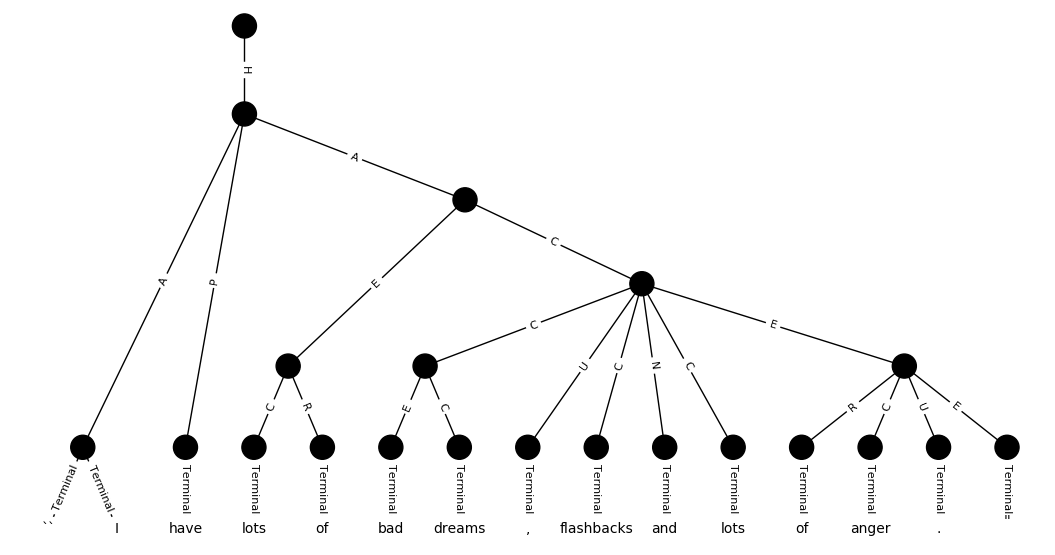 H
A
A
P
C
E
C
E
C
U
C
N
C
E
C
R
E
C
R
C
U
E
Terminal Terminal Terminal Terminal Terminal Terminal Terminal Terminal Terminal Terminal Terminal Terminal Terminal Terminal Terminal
I have lots of bad dreams , flashbacks and lots of anger .